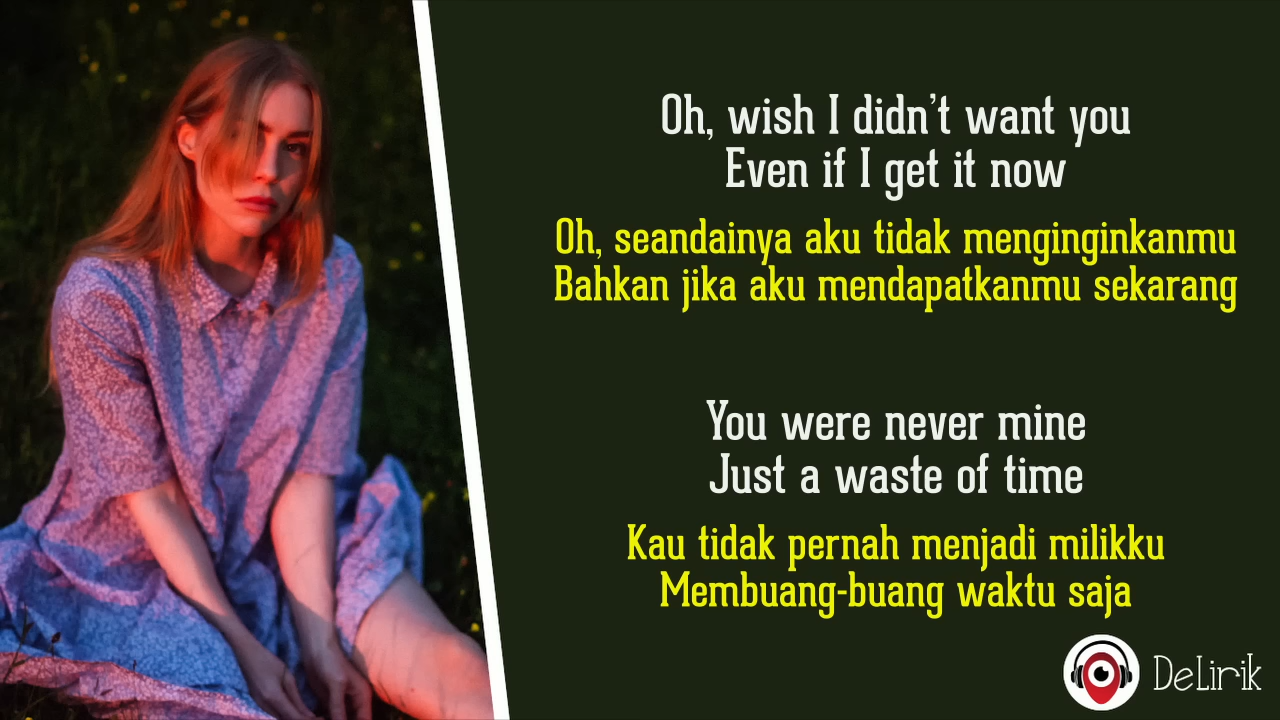 Oh, wish I didn't want you
Even if I get it now
Oh, seandainya aku tidak menginginkanmu
Bahkan jika aku mendapatkanmu sekarang
You were never mine
Just a waste of time
Kau tidak pernah menjadi milikku
Membuang-buang waktu saja
DeLirik